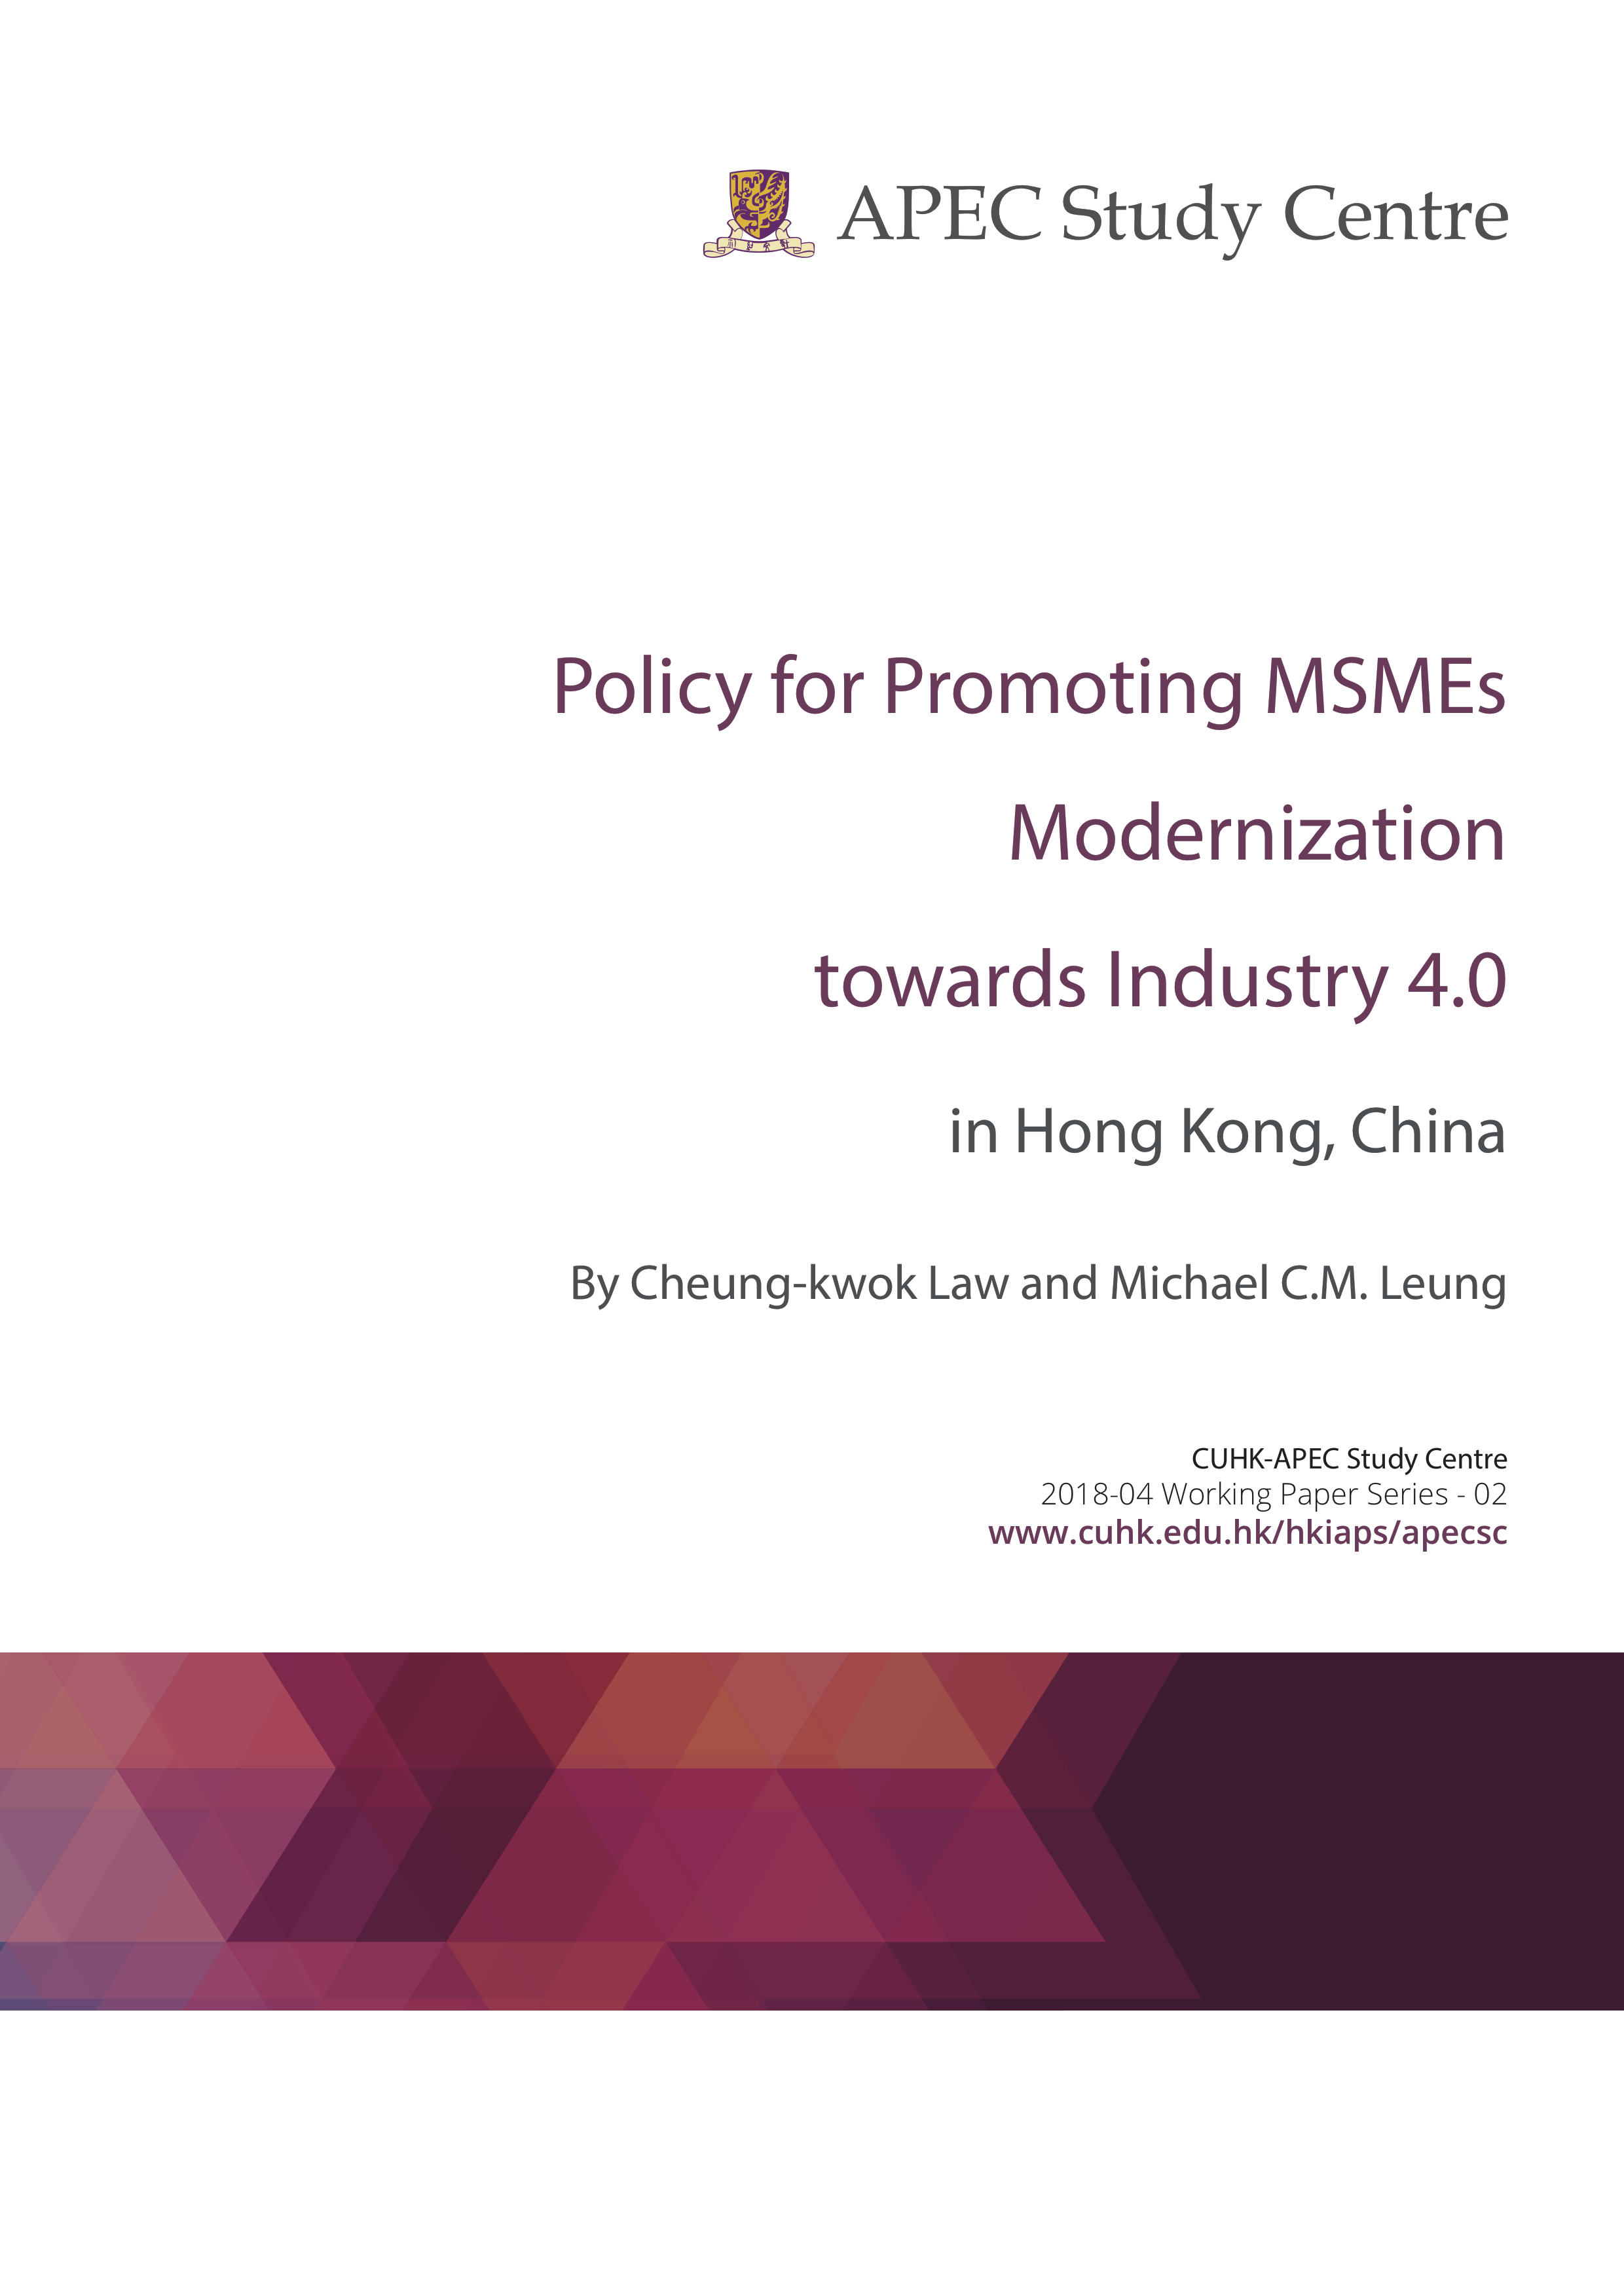 APEC Study Centre
Policy for Promoting MSMEs
Modernization
towards Industry 4.0
in Hong Kong, China
By Cheung-kwok Law and Michael C.M. Leung
CUHK-APEC Study Centre
2018-04 Working Paper Series - 02
www.cuhk.edu.hk/hkiaps/apecsc